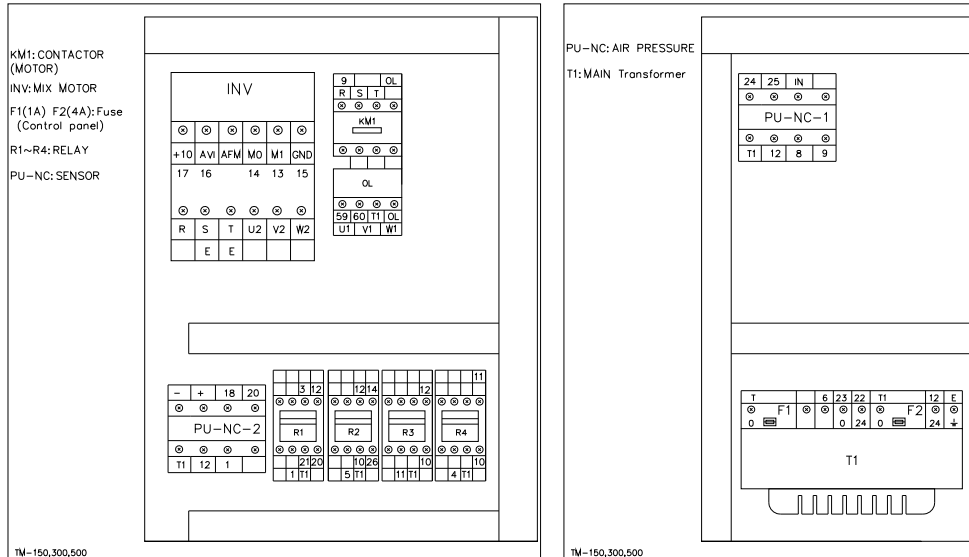 KM1: CONTACTOR
(MOTOR)
INV: MIX MOTOR
F1(1A) F2(4A): Fuse
(Control panel)
R1~R4: RELAY
PU-NC: SENSOR
INV
+10 AVI AFM M0 M1 GND
17 16 14 13 15
R S T U2 V2 W2
E E
9 OL
R S T
KM1
OL
59 60 T1 OL
U1 V1 W1
- + 18 20
PU-NC-2
T1 12 1
3 12
R1
21 20
1 T1
12 14
R2
10 26
5 T1
12
R3
10
11 T1
11
R4
10
4 T1
TM-150,300,500
PU-NC: AIR PRESSURE
T1: MAIN Transformer
24 25 IN
PU-NC-1
T1 12 8 9
T 6 23 22 T1 12 E
F1 F2
0 0 24 0 24
T1
TM-150,300,500